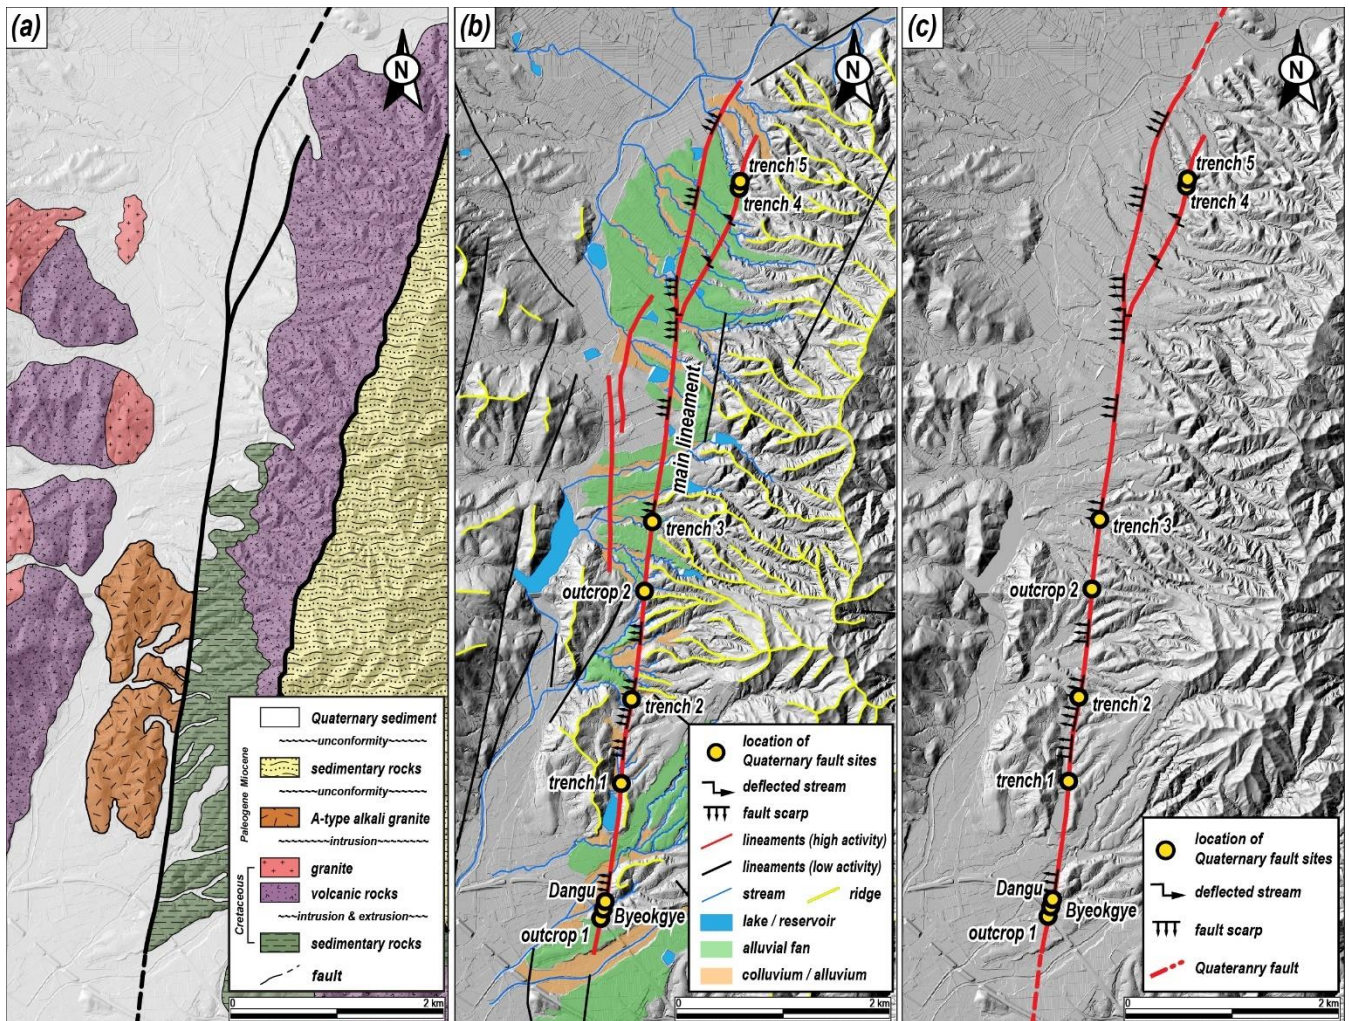 (a)
N
Quaternary sediment
unconformity
Miocene
sedimentary rocks
unconformity
Paleogene
A-type alkali granite
intrusion
Cretaceous
granite
volcanic rocks
intrusion & extrusion
sedimentary rocks
fault
0 2 km
(b)
N
trench 5
trench 4
main lineament
trench 3
outcrop 2
trench 2
trench 1
Dangu
Byeokgye
outcrop 1
location of
Quaternary fault sites
deflected stream
fault scarp
lineaments (high activity)
lineaments (low activity)
stream ridge
lake / reservoir
alluvial fan
colluvium / alluvium
0 2 km
(c)
N
trench 5
trench 4
trench 3
outcrop 2
trench 2
trench 1
Dangu
Byeokgye
outcrop 1
location of
Quaternary fault sites
deflected stream
fault scarp
Quateranry fault
0 2 km